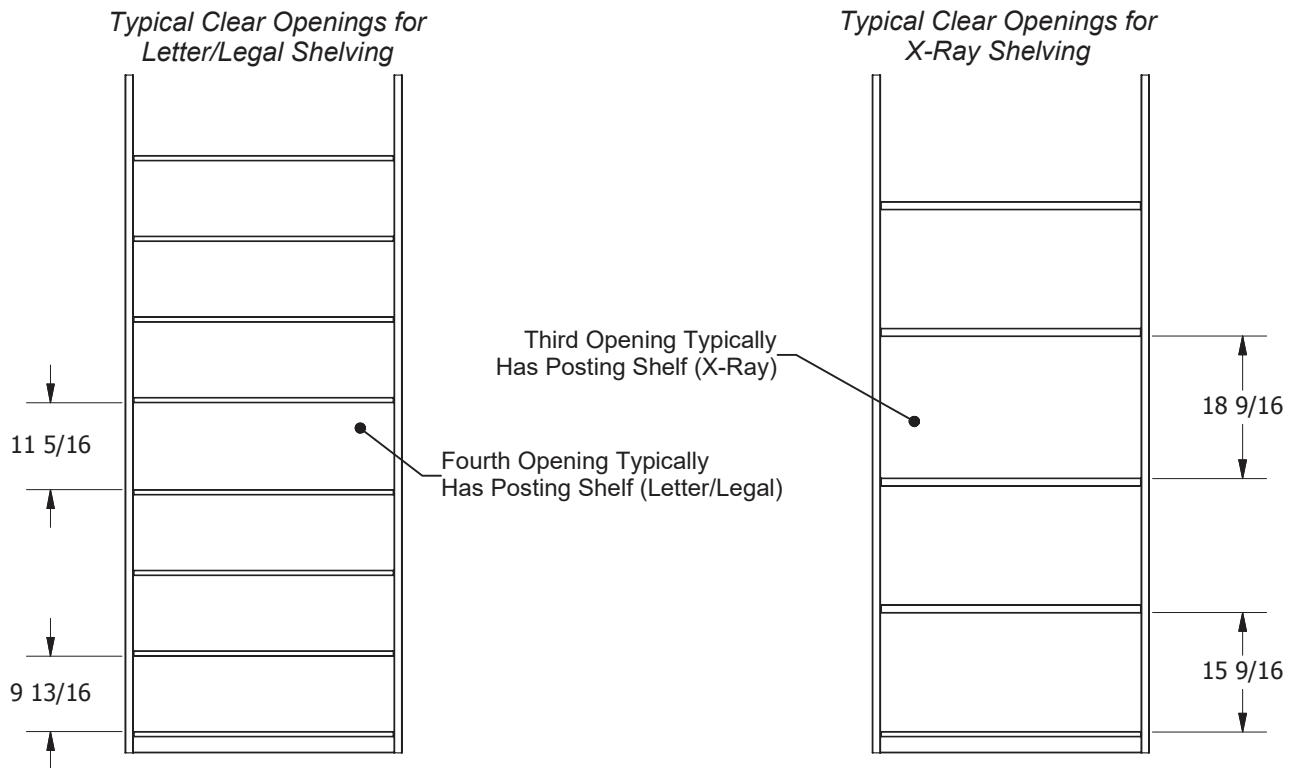 Typical Clear Openings for
Letter/Legal Shelving
Typical Clear Openings for
X-Ray Shelving
Third Opening Typically
Has Posting Shelf (X-Ray)
18 9/16
11 5/16
Fourth Opening Typically
Has Posting Shelf (Letter/Legal)
9 13/16
15 9/16